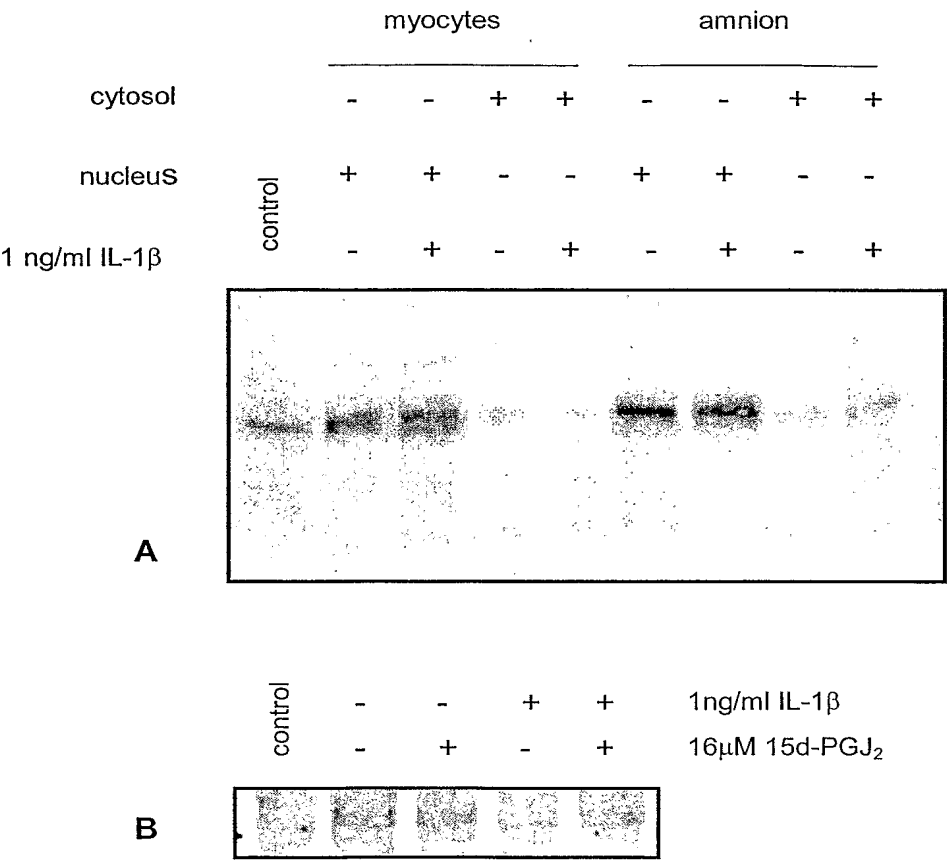 myocytes amnion
cytosol - - + + - - + +
nucleus + + - - + + - -
control
1 ng/ml IL-1β - + - + - + - +
A
control
- - + + 1ng/ml IL-1β
- + - + 16μM 15d-PGJ₂
B